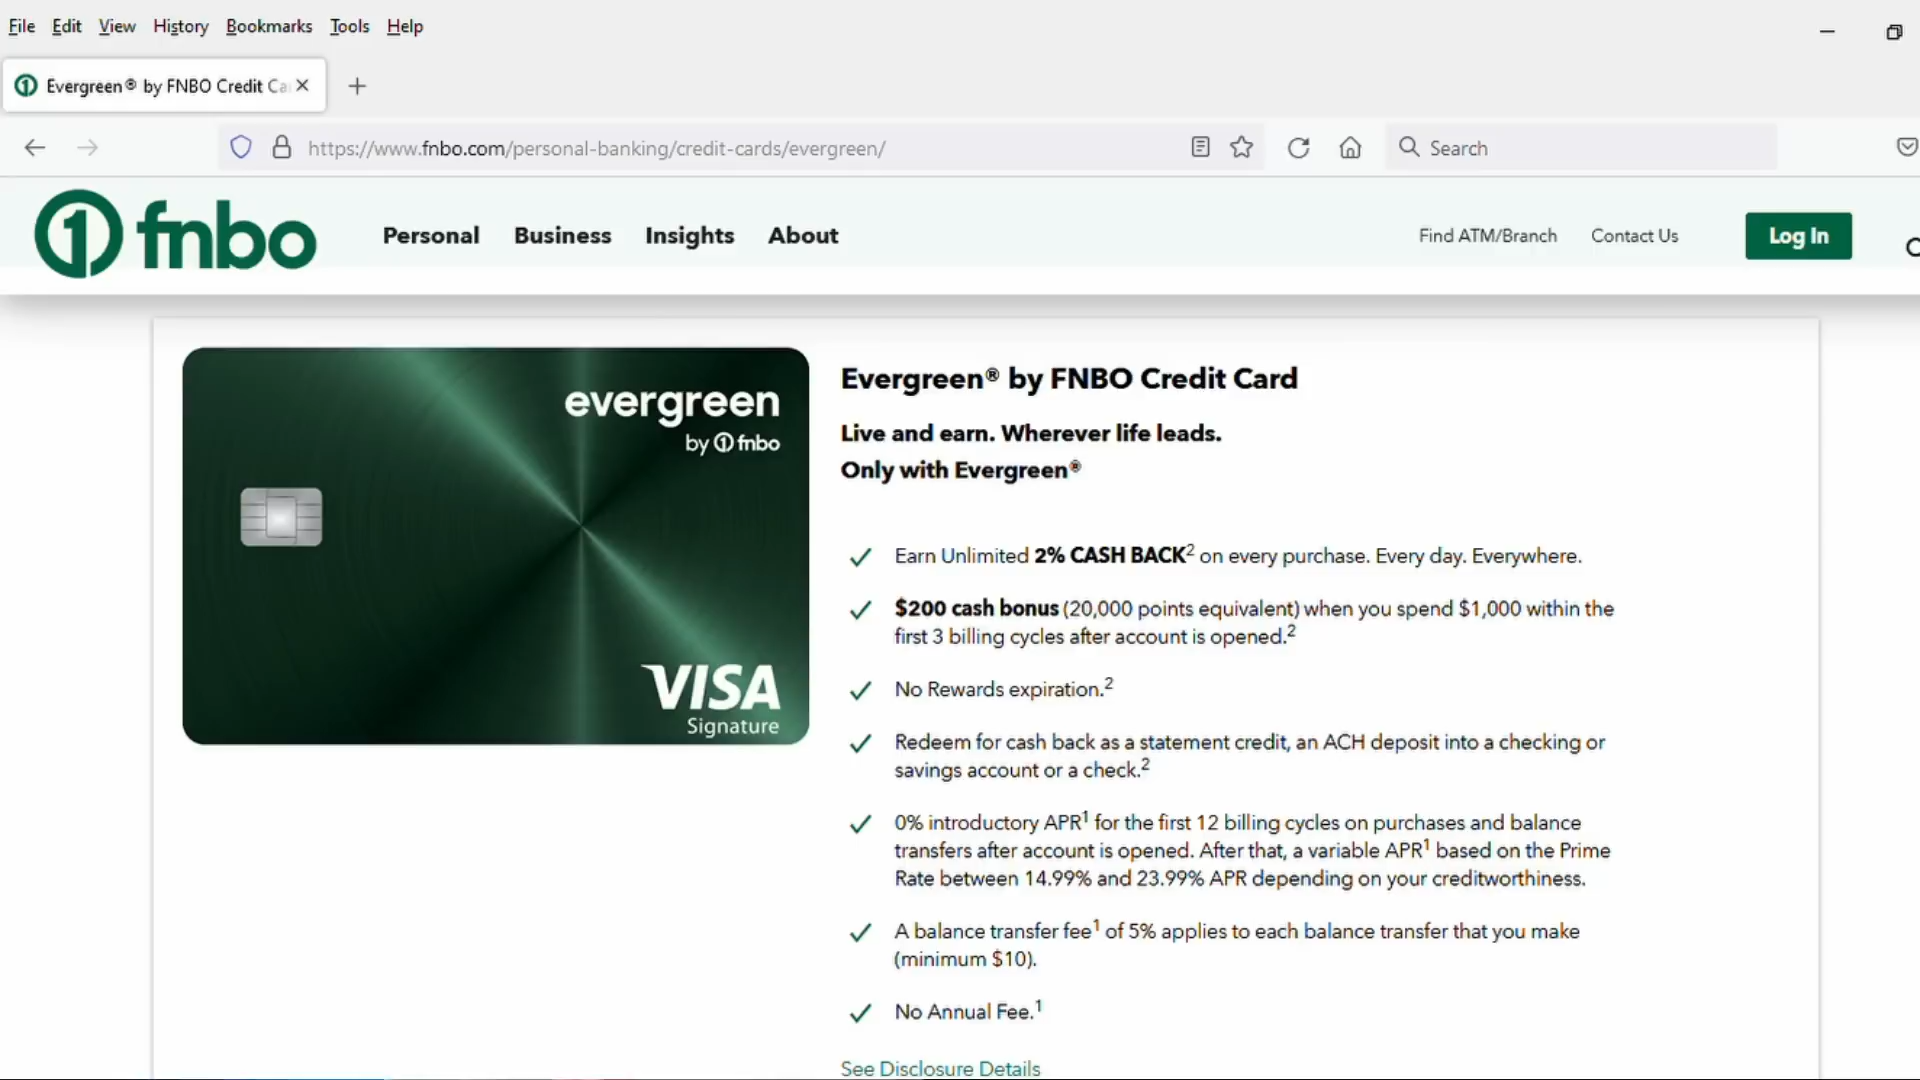 File Edit View History Bookmarks Tools Help
Evergreen® by FNBO Credit Ca
https://www.fnbo.com/personal-banking/credit-cards/evergreen/
Search
1 fnbo
Personal Business Insights About
Find ATM/Branch Contact Us
Log In
evergreen
by 1 fnbo
VISA
Signature
Evergreen® by FNBO Credit Card
Live and earn. Wherever life leads.
Only with Evergreen®
Earn Unlimited 2% CASH BACK² on every purchase. Every day. Everywhere.
$200 cash bonus (20,000 points equivalent) when you spend $1,000 within the
first 3 billing cycles after account is opened.²
No Rewards expiration.²
Redeem for cash back as a statement credit, an ACH deposit into a checking or
savings account or a check.²
0% introductory APR¹ for the first 12 billing cycles on purchases and balance
transfers after account is opened. After that, a variable APR¹ based on the Prime
Rate between 14.99% and 23.99% APR depending on your creditworthiness.
A balance transfer fee¹ of 5% applies to each balance transfer that you make
(minimum $10).
No Annual Fee.¹
See Disclosure Details